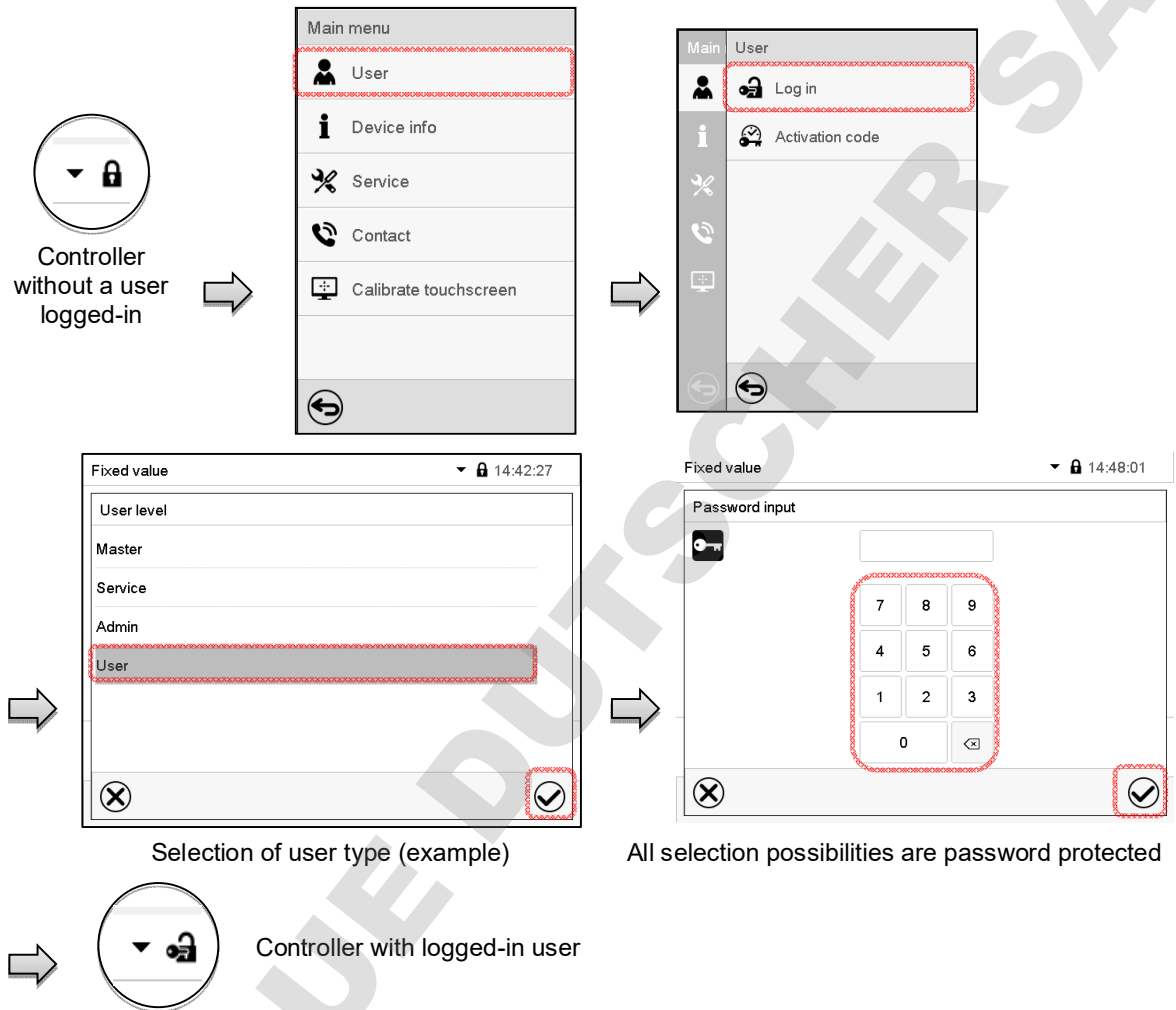 Main menu
User
Device info
Service
Contact
Calibrate touchscreen
Main
User
Log in
Activation code
Controller
without a user
logged-in
Fixed value
14:42:27
User level
Master
Service
Admin
User
Fixed value
14:48:01
Password input
7 8 9
4 5 6
1 2 3
0
Selection of user type (example)
All selection possibilities are password protected
Controller with logged-in user
UE DUTSCHER SA